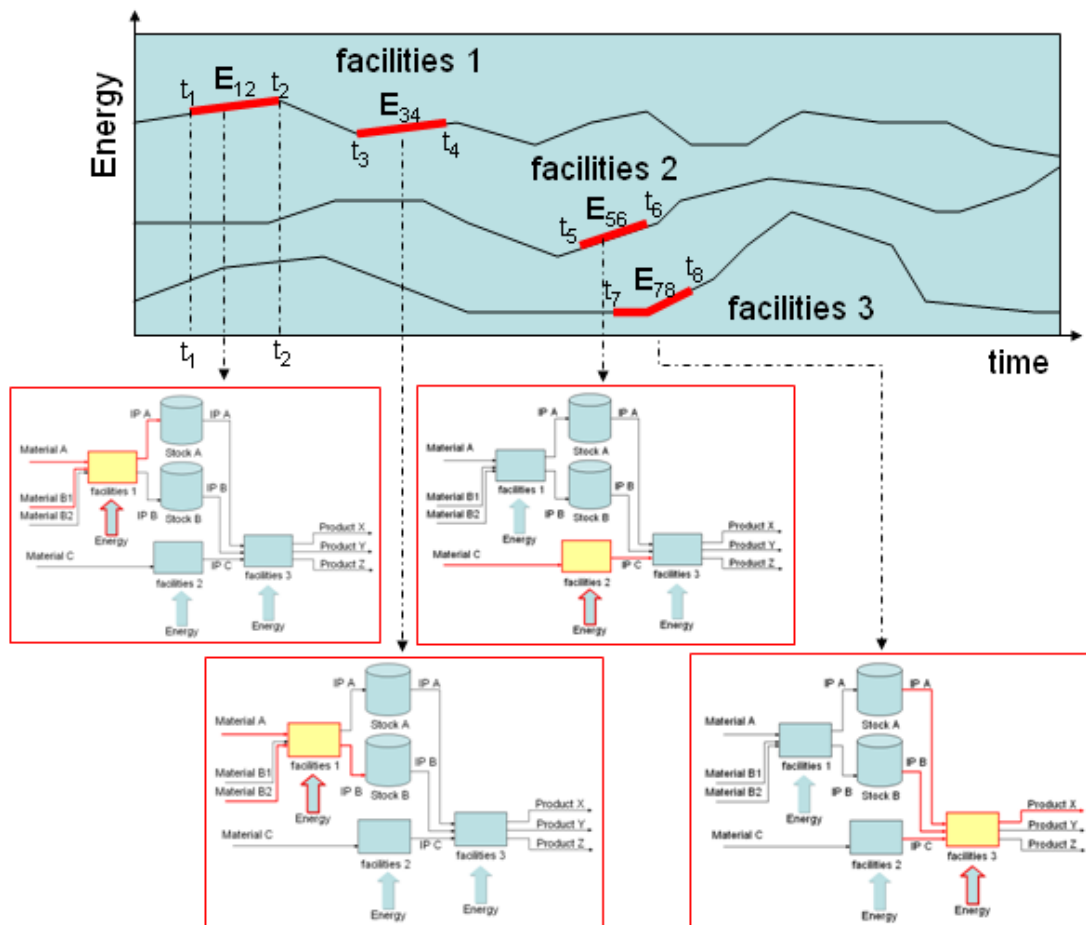 Energy
facilities 1
t1 E12 t2
E34
t3 t4
facilities 2
E56 t6
t5
t8
t7 E78
facilities 3
t1 t2
time
IP A IP A
Material A
Stock A
facilities 1
IP B
Material B1
Material B2
IP B
Stock B
Energy
Product X
Material C
Product Y
IP C
Product Z
facilities 2
facilities 3
Energy
Energy
IP A IP A
Material A
Stock A
facilities 1
IP B
Material B1
Material B2
IP B
Stock B
Energy
Product X
Material C
Product Y
IP C
Product Z
facilities 2
facilities 3
Energy
Energy
IP A IP A
Material A
Stock A
facilities 1
IP B
Material B1
Material B2
IP B
Stock B
Energy
Product X
Product Y
Material C
Product Z
IP C
facilities 2
facilities 3
Energy
Energy
IP A IP A
Material A
Stock A
facilities 1
IP B
Material B1
Material B2
IP B
Stock B
Energy
Product X
Product Y
Material C
Product Z
IP C
facilities 2
facilities 3
Energy
Energy